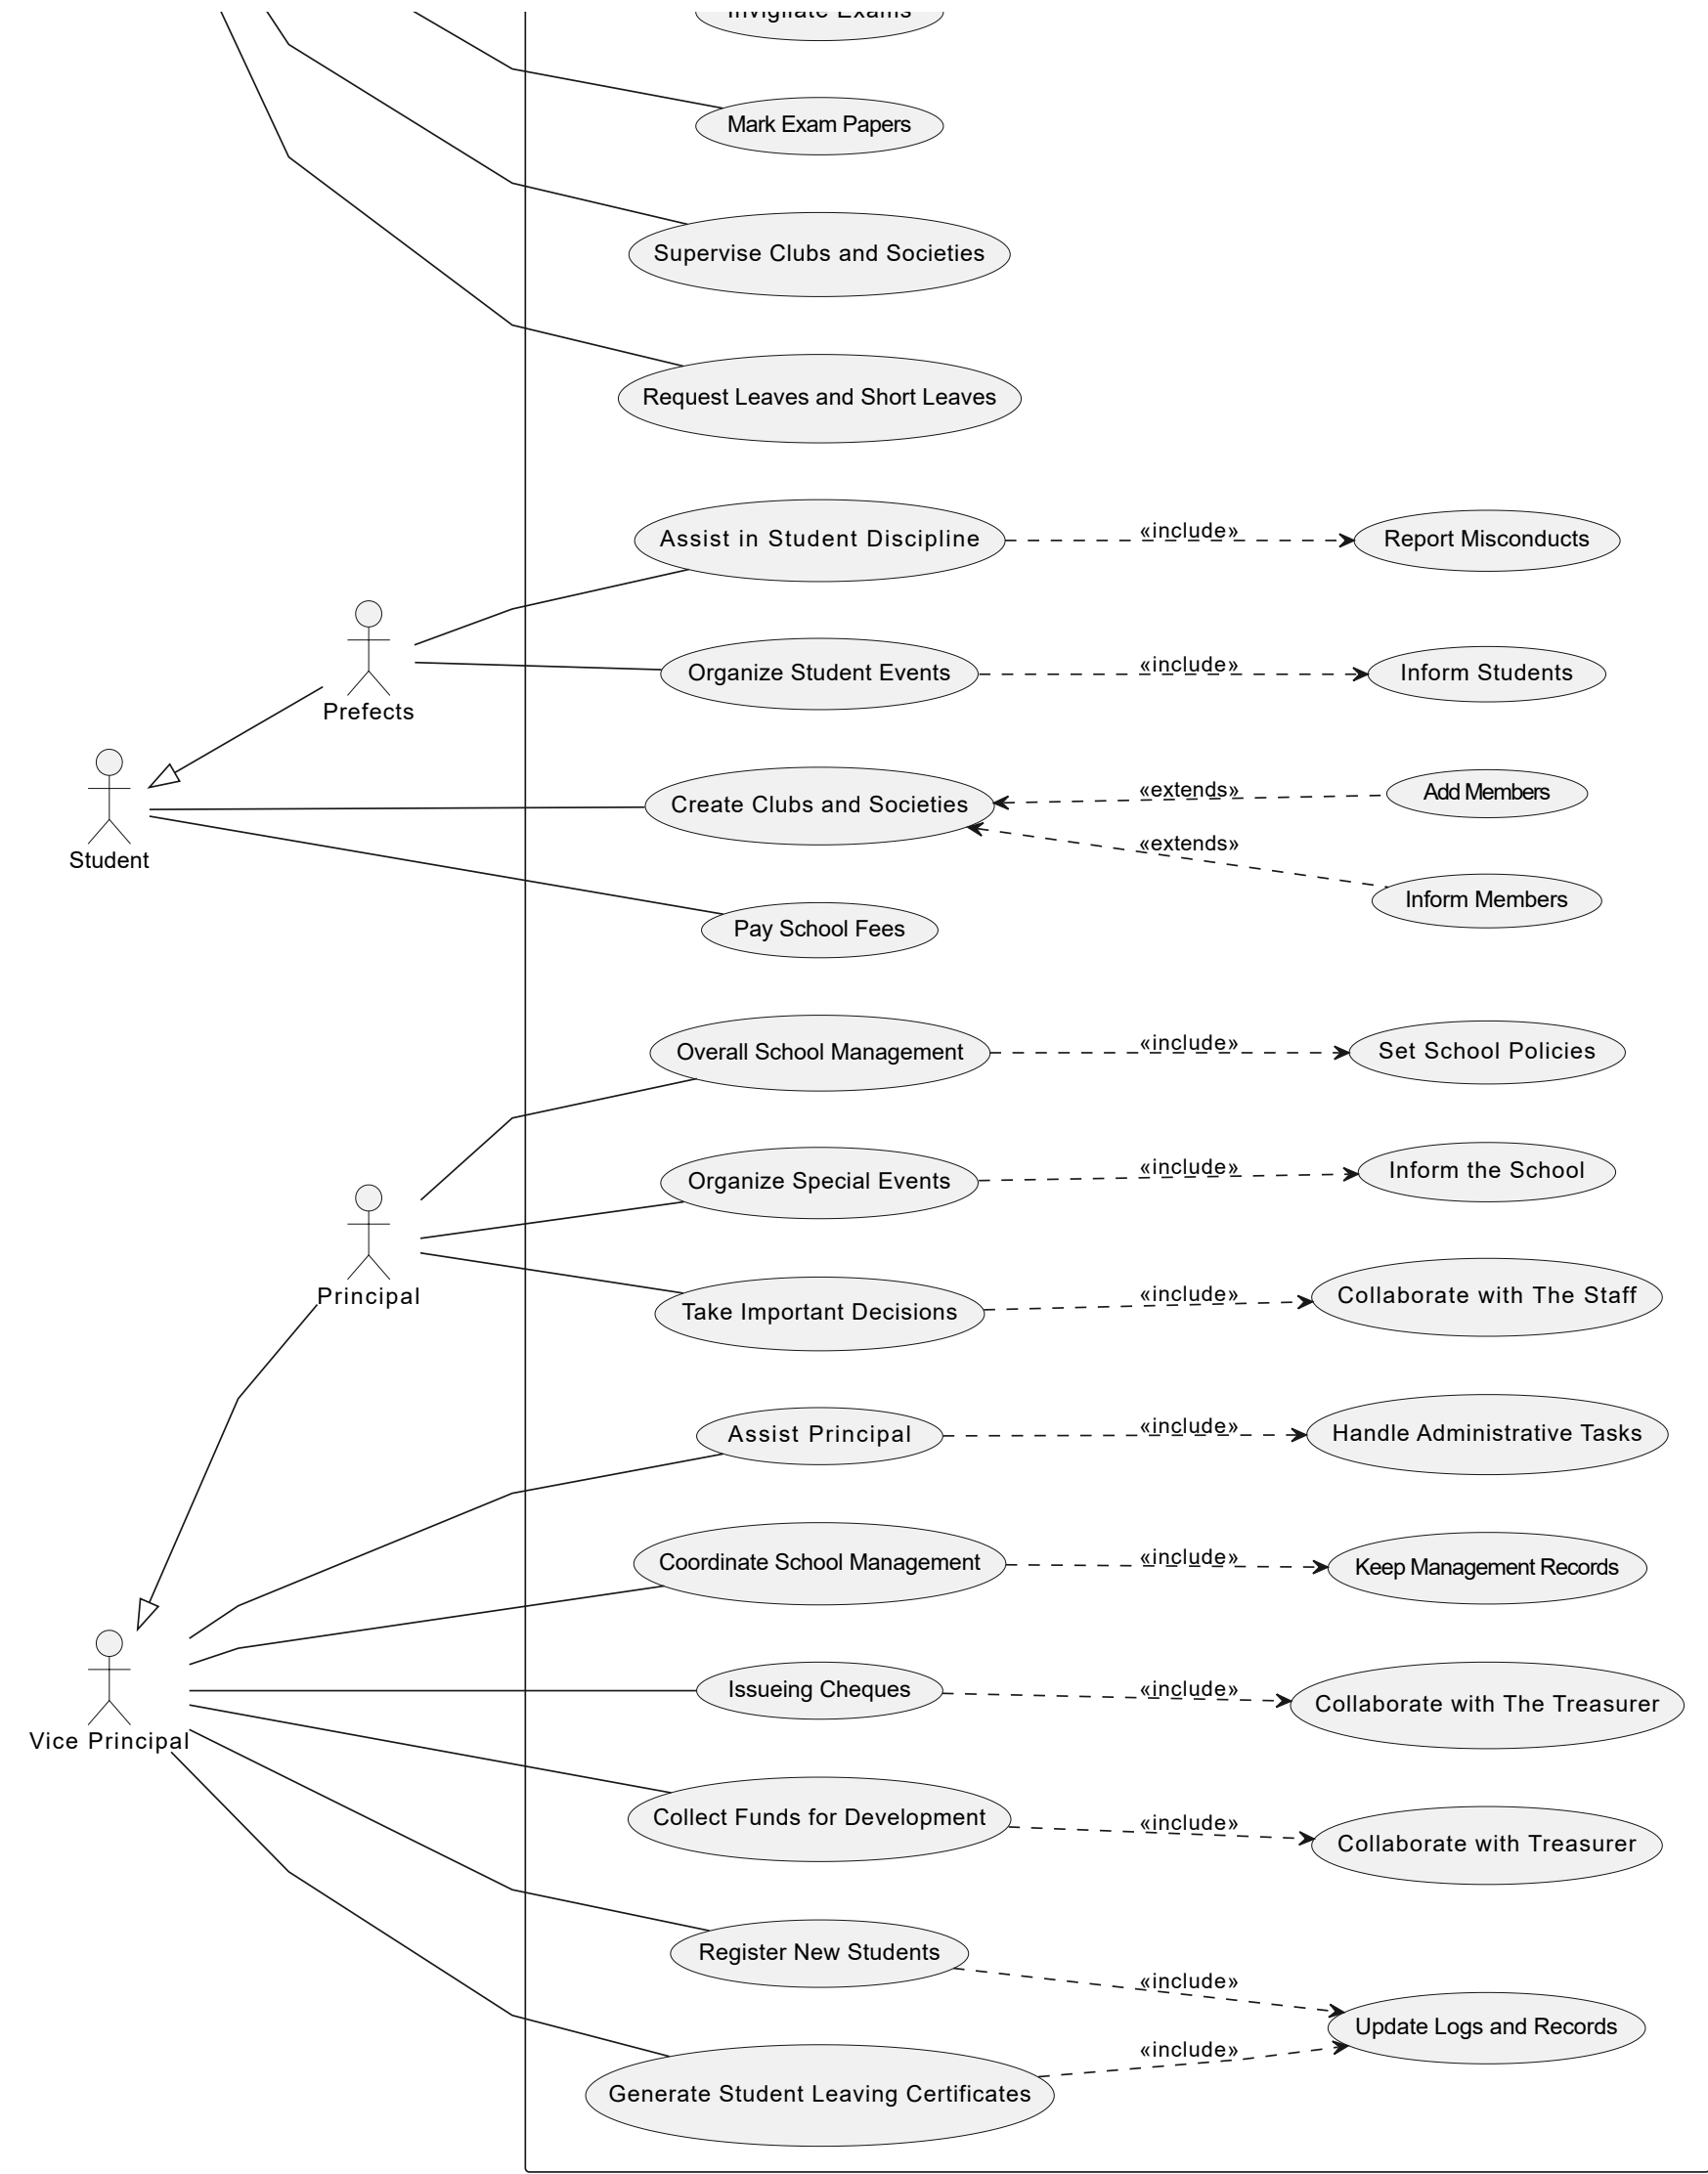 Invigilate Exams
Mark Exam Papers
Supervise Clubs and Societies
Request Leaves and Short Leaves
Assist in Student Discipline
«include»
Report Misconducts
Prefects
Organize Student Events
«include»
Inform Students
Student
Create Clubs and Societies
«extends»
Add Members
«extends»
Inform Members
Pay School Fees
Overall School Management
«include»
Set School Policies
Principal
Organize Special Events
«include»
Inform the School
Take Important Decisions
«include»
Collaborate with The Staff
Assist Principal
«include»
Handle Administrative Tasks
Coordinate School Management
«include»
Keep Management Records
Vice Principal
Issueing Cheques
«include»
Collaborate with The Treasurer
Collect Funds for Development
«include»
Collaborate with Treasurer
Register New Students
«include»
Update Logs and Records
«include»
Generate Student Leaving Certificates